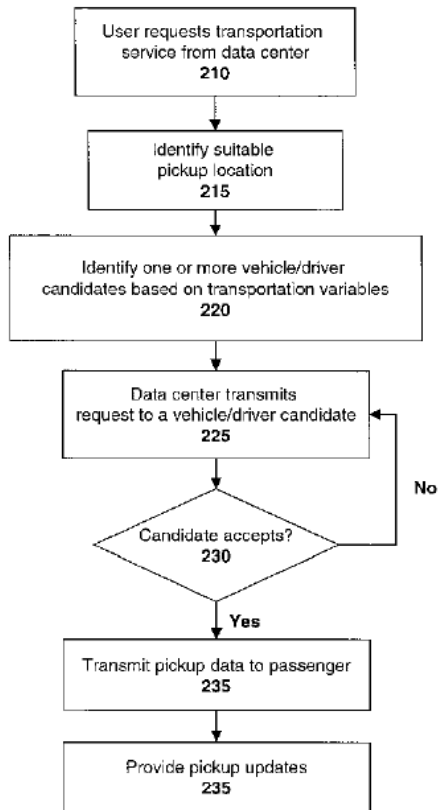 User requests transportation
service from data center
210
Identify suitable
pickup location
215
Identify one or more vehicle/driver
candidates based on transportation variables
220
Data center transmits
request to a vehicle/driver candidate
225
No
Candidate accepts?
230
Yes
Transmit pickup data to passenger
235
Provide pickup updates
235